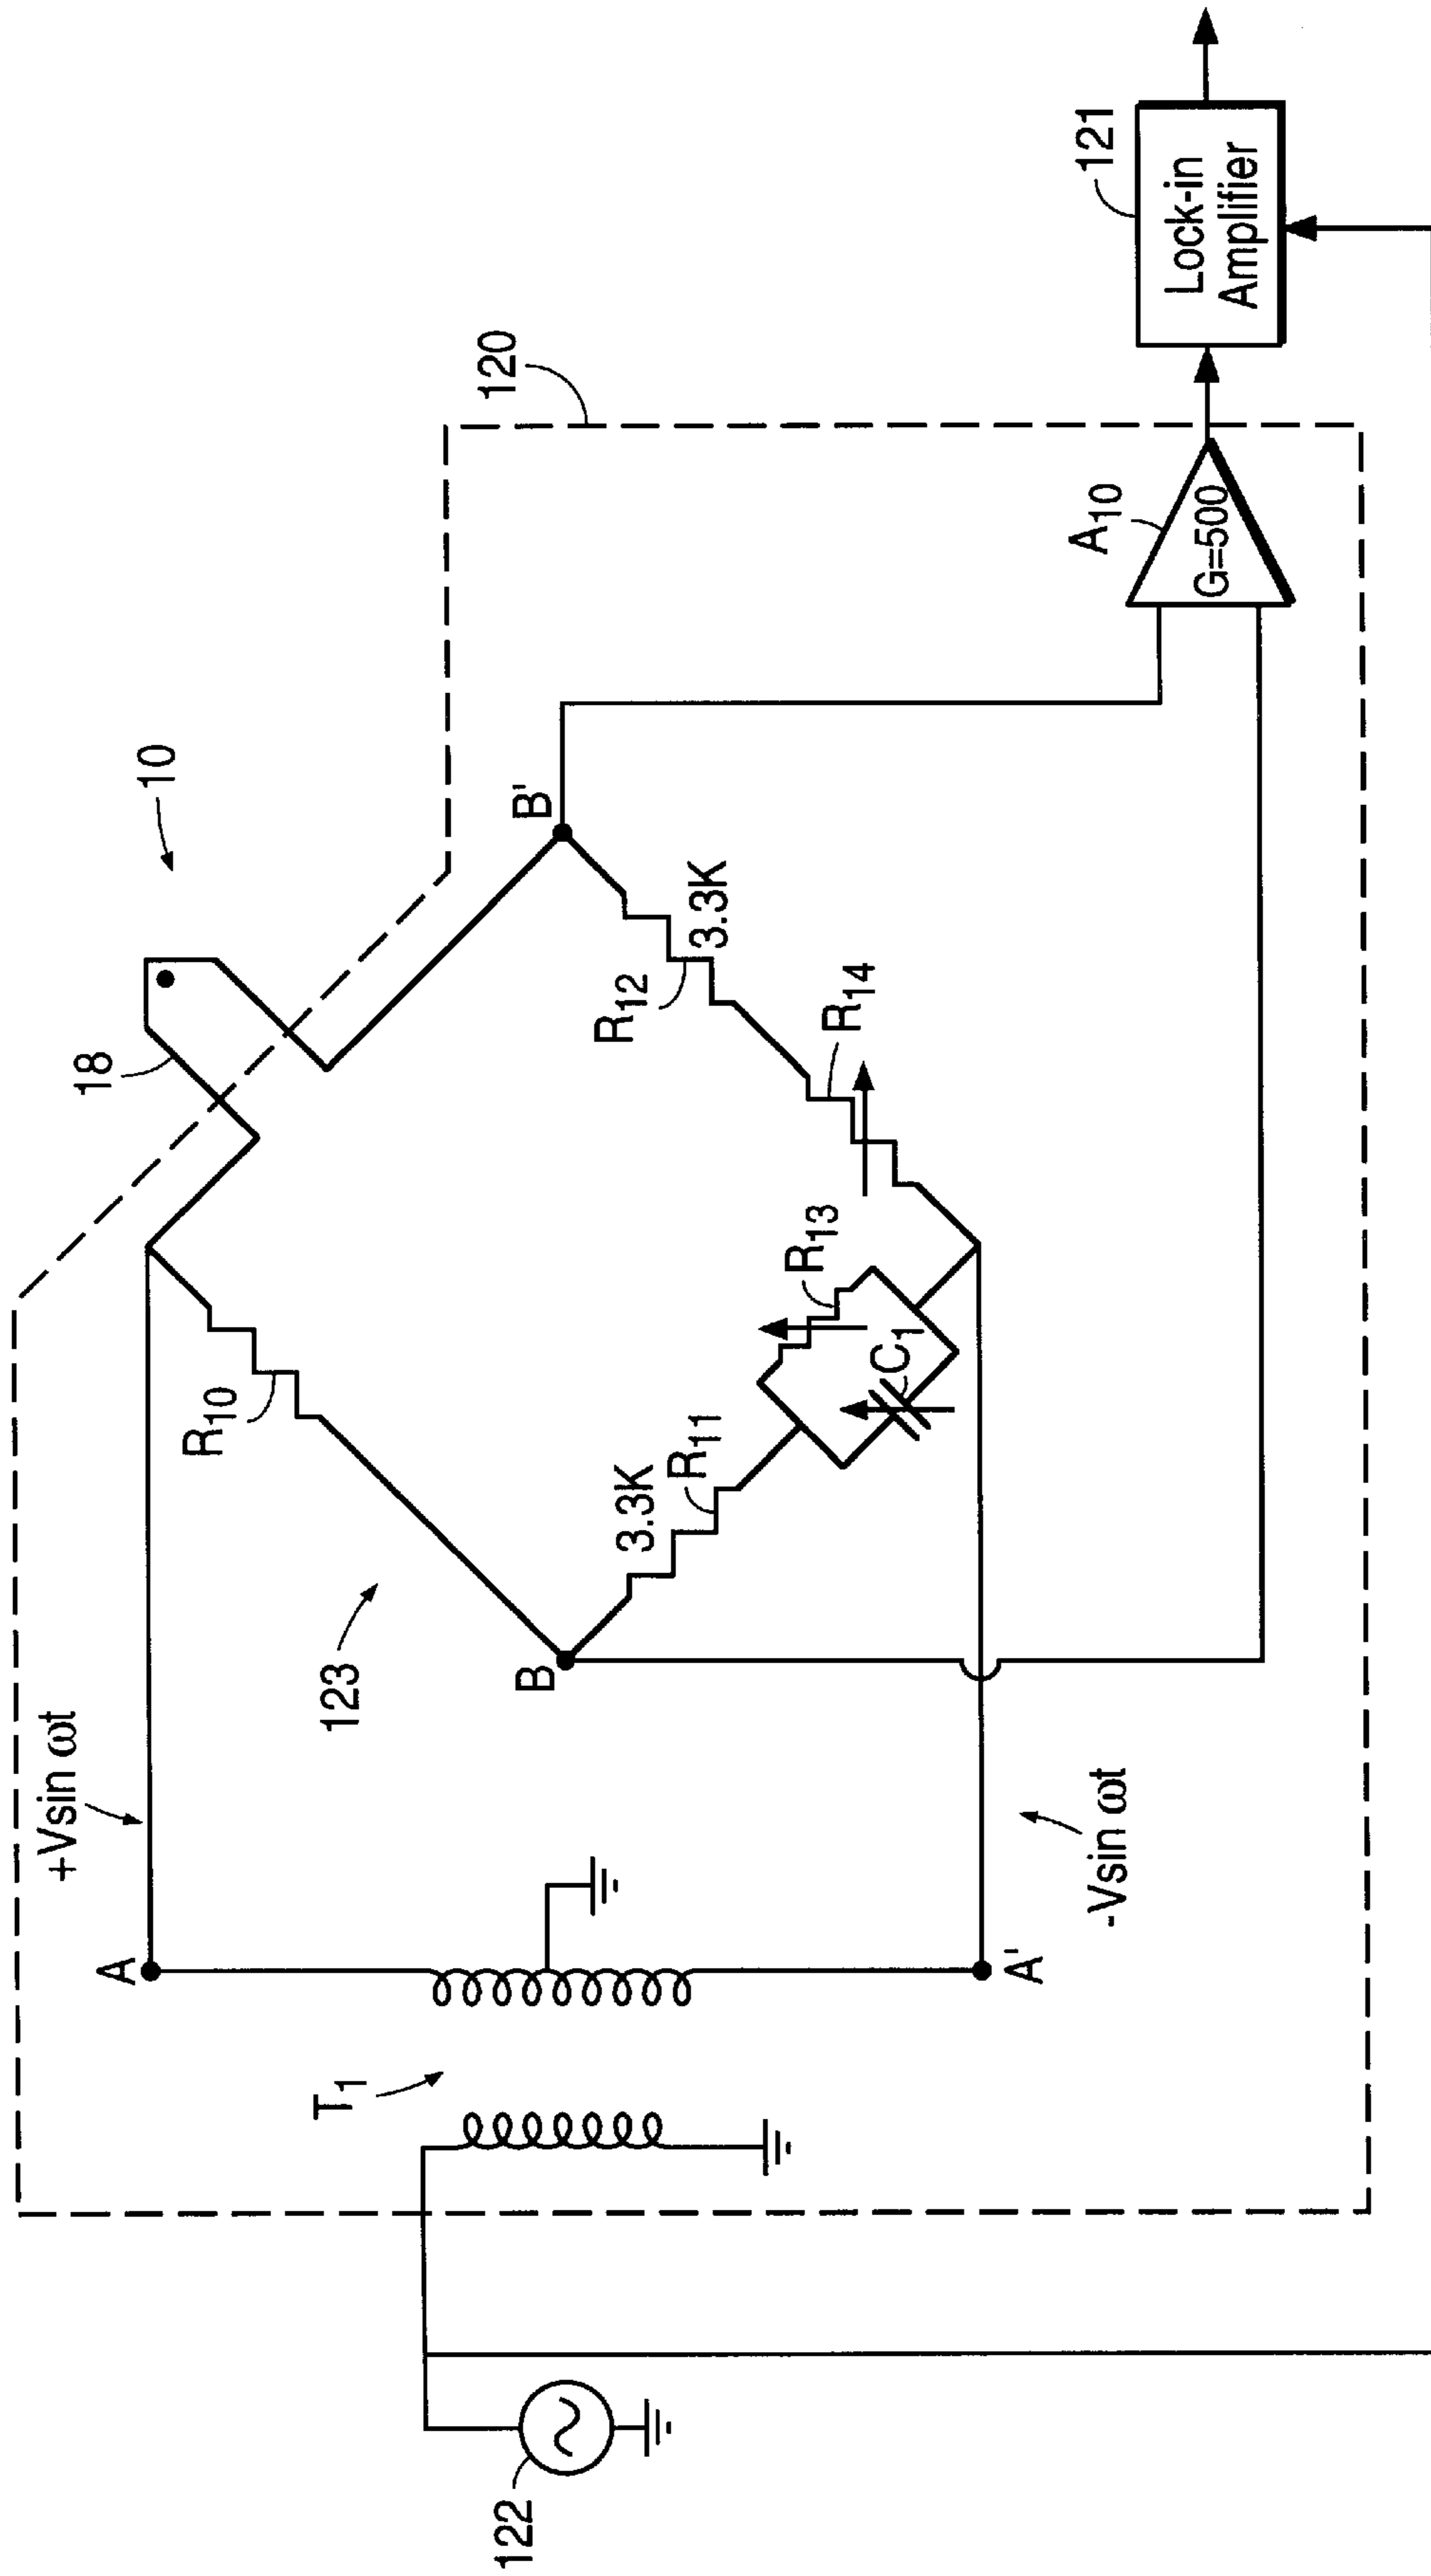 10
18
120
121
Lock-in
Amplifier
A10
G=500
B'
3.3K
R12
R14
R13
C1
R11
3.3K
R10
B
123
+Vsin ωt
-Vsin ωt
A
A'
T1
122